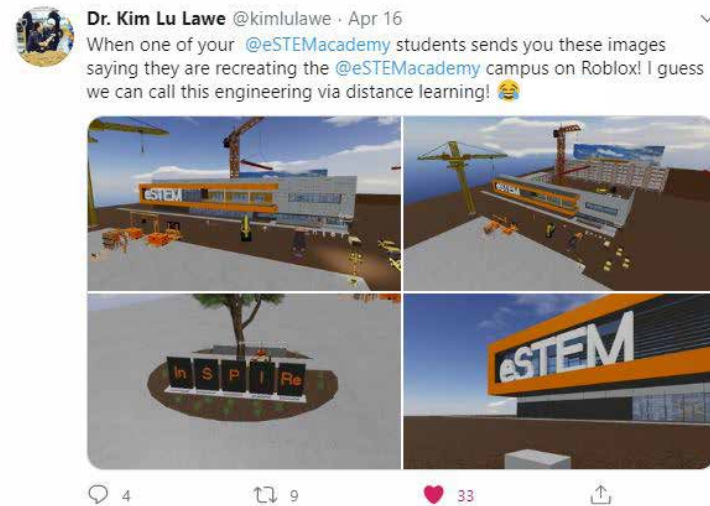 Dr. Kim Lu Lawe @kimlulawe · Apr 16
When one of your @eSTEMacademy students sends you these images
saying they are recreating the @eSTEMacademy campus on Roblox! I guess
we can call this engineering via distance learning! 😂
eSTEM
eSTEM
In S P I Re
eSTEM
4 9 33